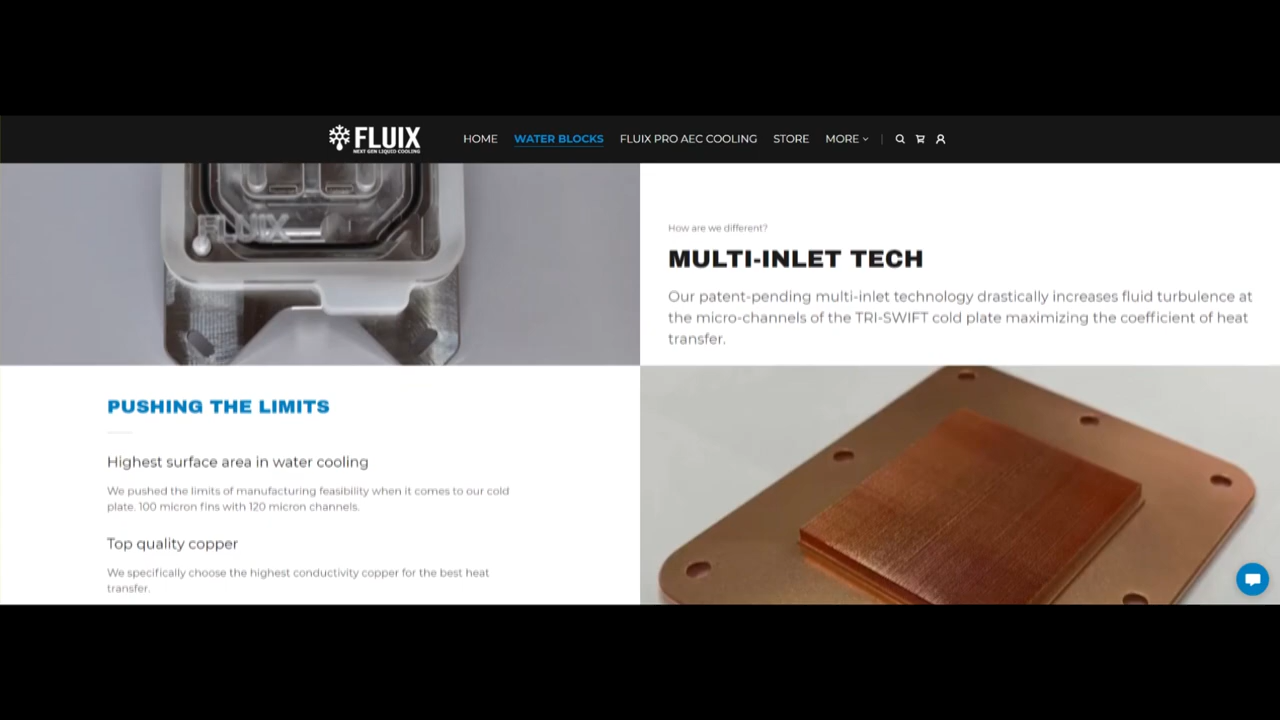 FLUIX
NEXT GEN LIQUID COOLING
HOME
WATER BLOCKS
FLUIX PRO AEC COOLING
STORE
MORE
FLUIX
How are we different?
MULTI-INLET TECH
Our patent-pending multi-inlet technology drastically increases fluid turbulence at
the micro-channels of the TRI-SWIFT cold plate maximizing the coefficient of heat
transfer.
PUSHING THE LIMITS
Highest surface area in water cooling
We pushed the limits of manufacturing feasibility when it comes to our cold
plate. 100 micron fins with 120 micron channels.
Top quality copper
We specifically choose the highest conductivity copper for the best heat
transfer.